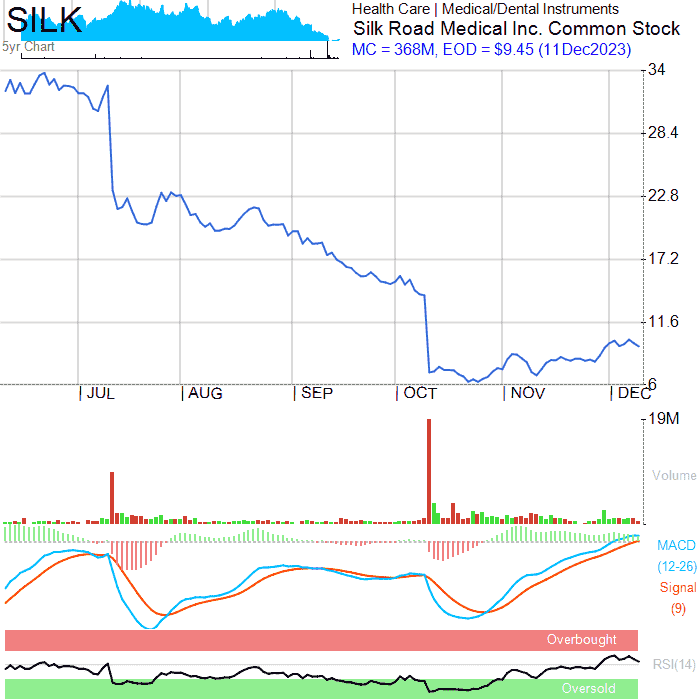 SILK
5yr Chart
Health Care | Medical/Dental Instruments
Silk Road Medical Inc. Common Stock
MC = 368M, EOD = $9.45 (11Dec2023)
34
28.4
22.8
17.2
11.6
6
JUL AUG SEP OCT NOV DEC
19M
Volume
MACD
(12-26)
Signal
(9)
Overbought
RSI(14)
Oversold